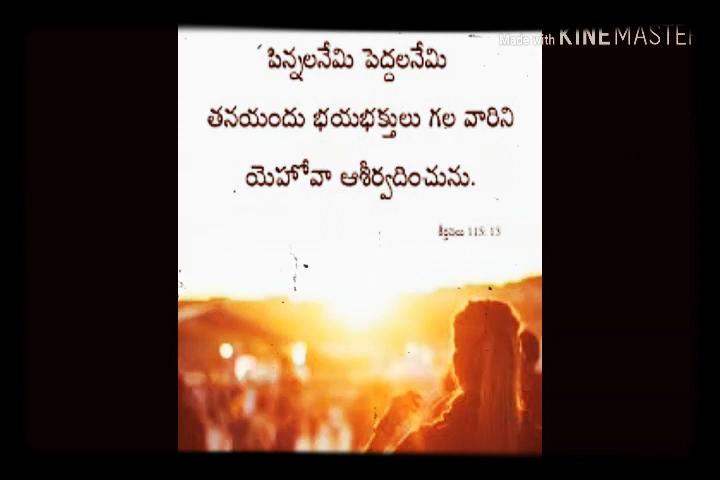 Made with KINEMASTER
పిన్నలనేమి పెద్దలనేమి
తనయందు భయభక్తులు గల వారిని
యెహోవా ఆశీర్వదించును.
కీర్తనలు 115: 13